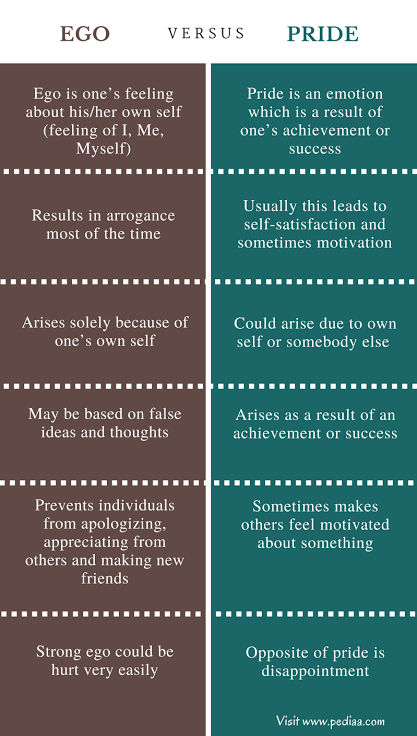 EGO VERSUS PRIDE
Ego is one's feeling
about his/her own self
(feeling of I, Me,
Myself)
Pride is an emotion
which is a result of
one's achievement or
success
Results in arrogance
most of the time
Usually this leads to
self-satisfaction and
sometimes motivation
Arises solely because of
one's own self
Could arise due to own
self or somebody else
May be based on false
ideas and thoughts
Arises as a result of an
achievement or success
Prevents individuals
from apologizing,
appreciating from
others and making new
friends
Sometimes makes
others feel motivated
about something
Strong ego could be
hurt very easily
Opposite of pride is
disappointment
Visit www.pediaa.com